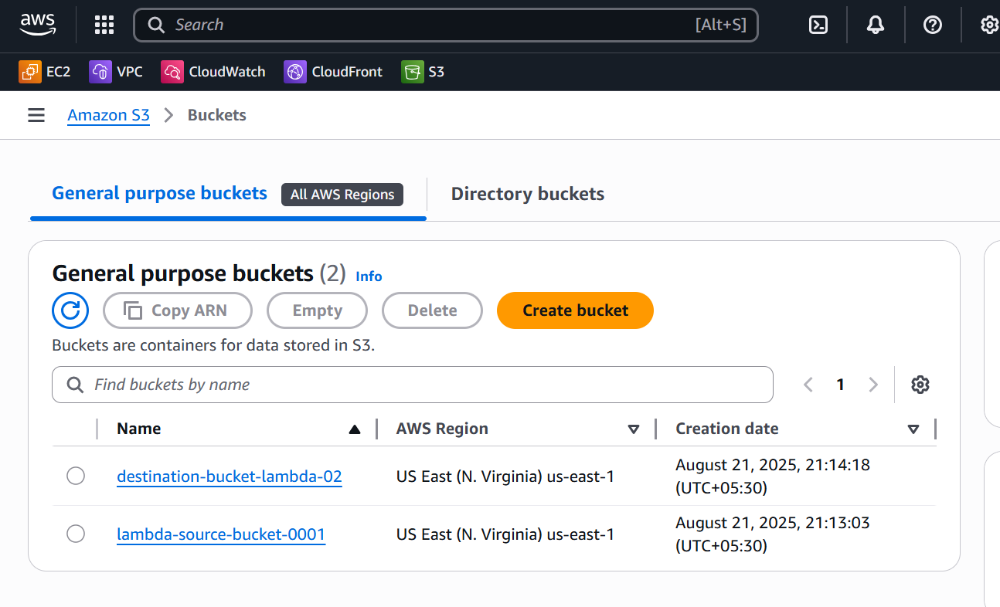 aws
Search [Alt+S]
EC2 VPC CloudWatch CloudFront S3
Amazon S3 Buckets
General purpose buckets All AWS Regions Directory buckets
General purpose buckets (2) Info
Copy ARN Empty Delete Create bucket
Buckets are containers for data stored in S3.
Find buckets by name 1
Name AWS Region Creation date
destination-bucket-lambda-02 US East (N. Virginia) us-east-1 August 21, 2025, 21:14:18
(UTC+05:30)
lambda-source-bucket-0001 US East (N. Virginia) us-east-1 August 21, 2025, 21:13:03
(UTC+05:30)